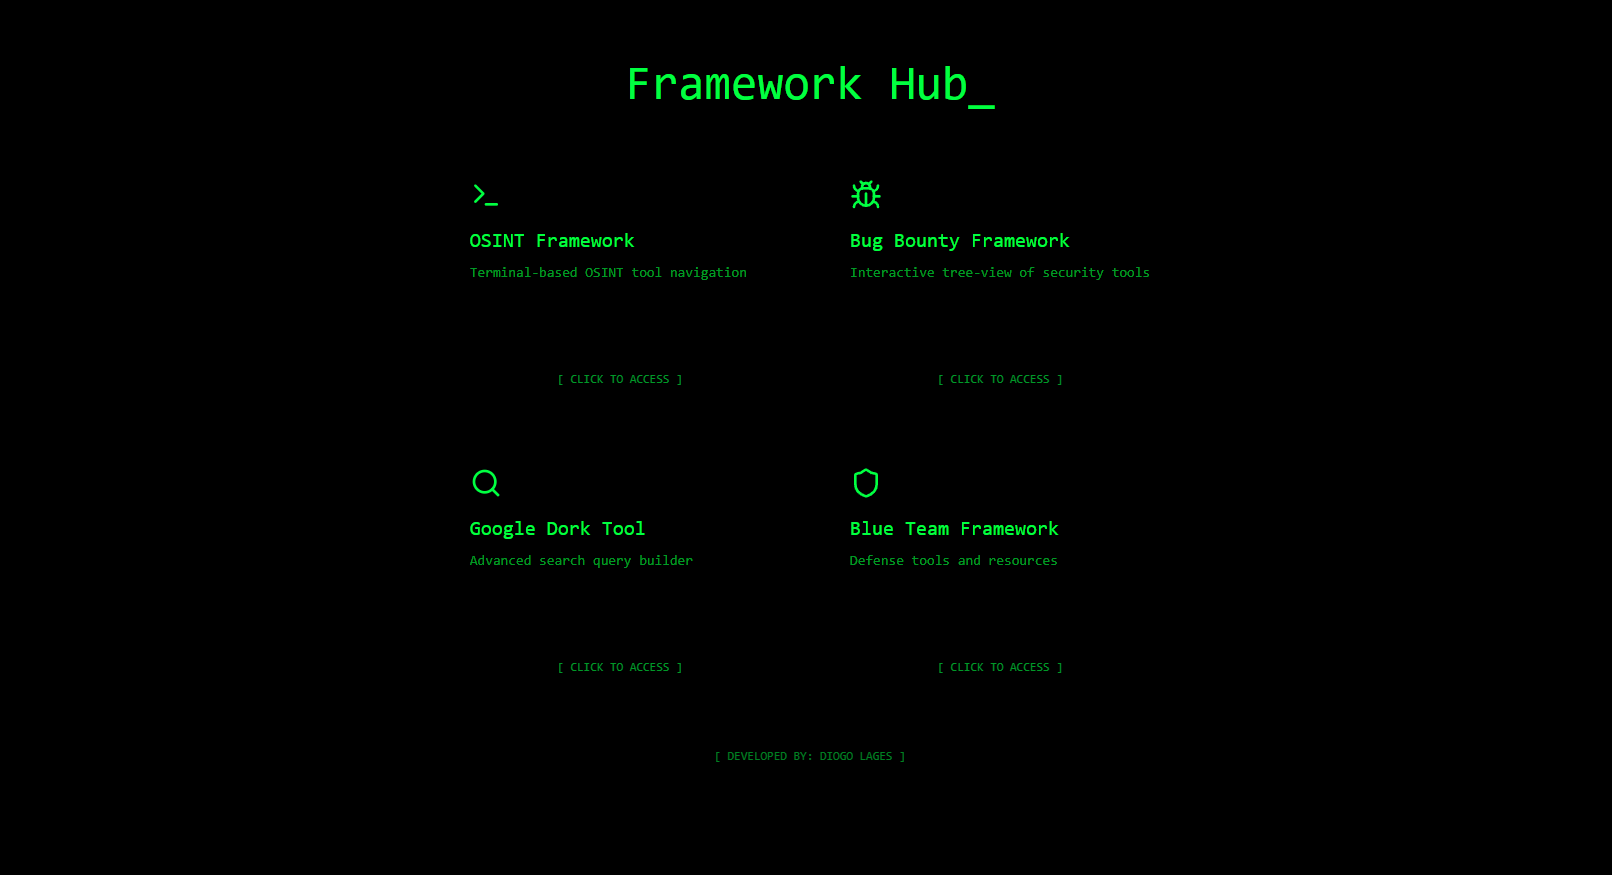 Framework Hub_
OSINT Framework
Terminal-based OSINT tool navigation
[ CLICK TO ACCESS ]
Bug Bounty Framework
Interactive tree-view of security tools
[ CLICK TO ACCESS ]
Google Dork Tool
Advanced search query builder
[ CLICK TO ACCESS ]
Blue Team Framework
Defense tools and resources
[ CLICK TO ACCESS ]
[ DEVELOPED BY: DIOGO LAGES ]